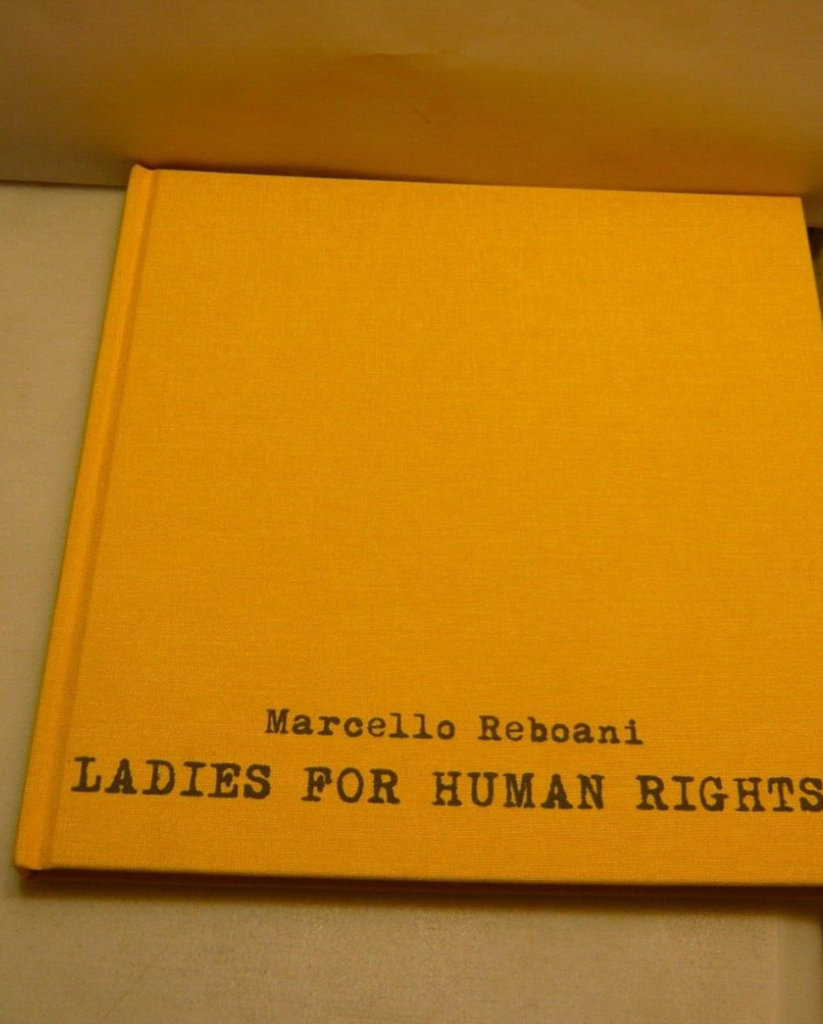 Marcello Reboani
LADIES FOR HUMAN RIGHTS